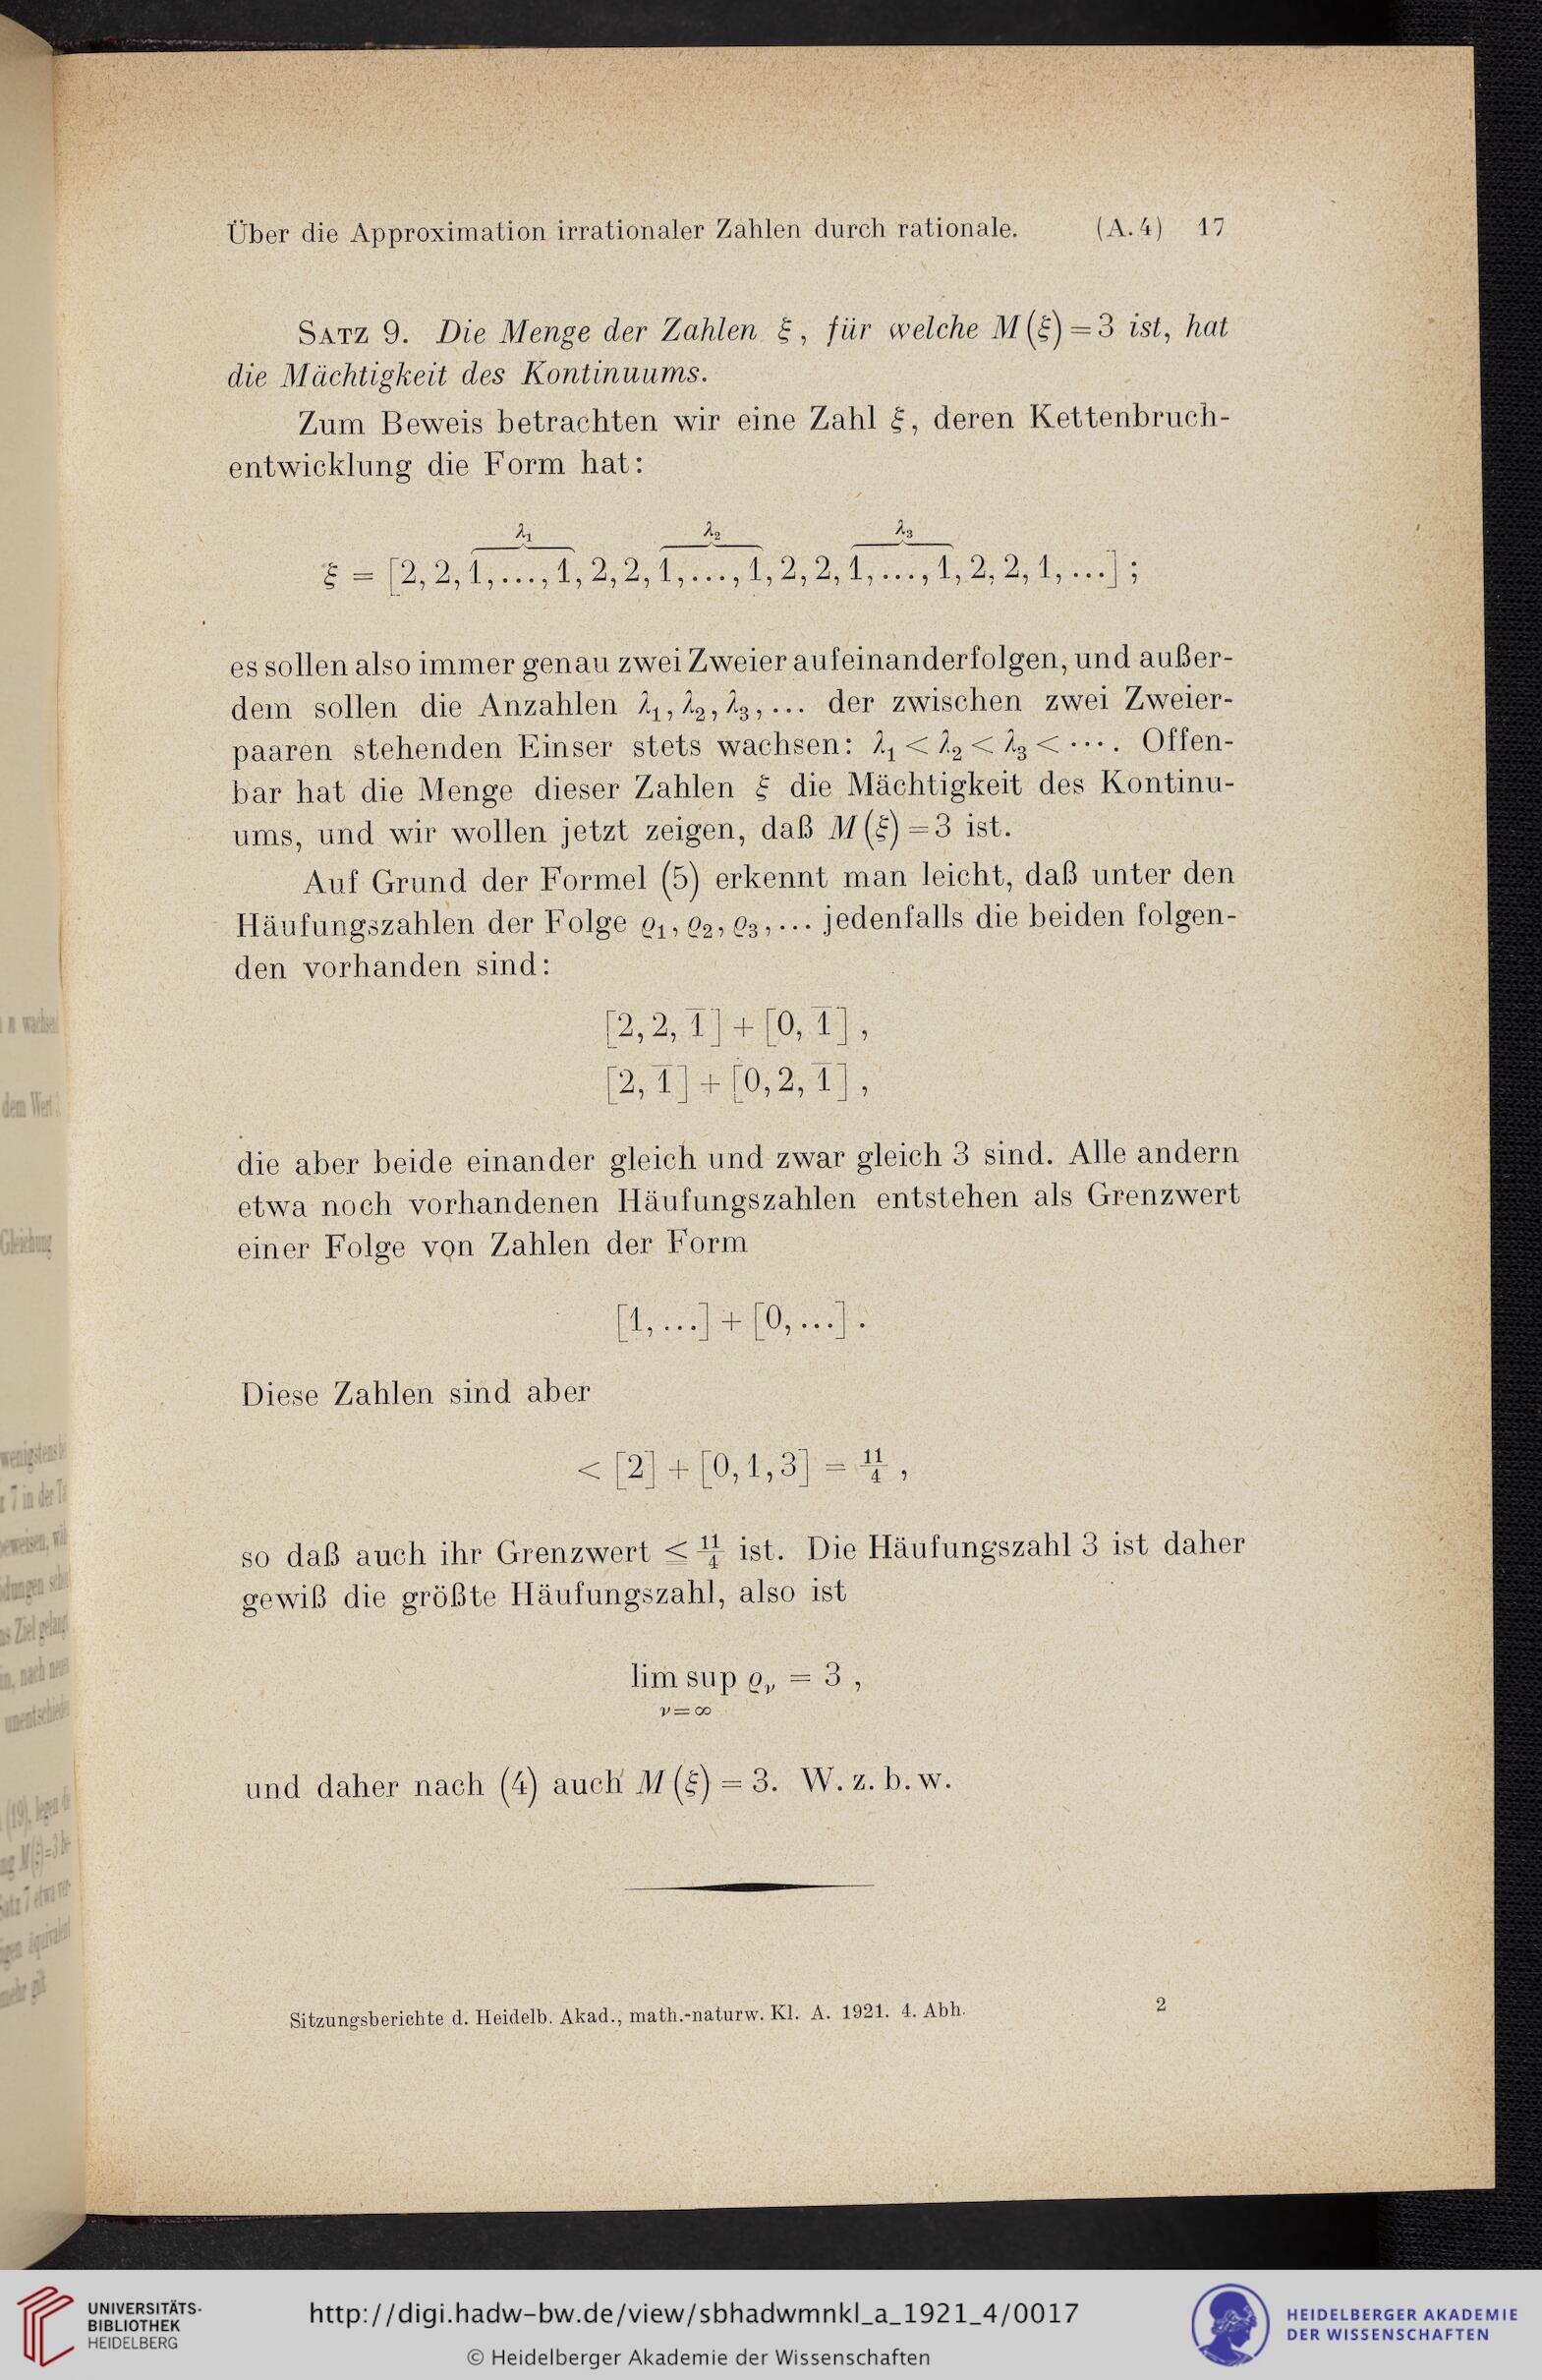 Über die Approximation irrationaler Zahlen durch rationale. (A. 4) 17
SATZ 9. Die Menge der Zahlen ξ, für welche M(ξ) = 3 ist, hat
die Mächtigkeit des Kontinuums.
Zum Beweis betrachten wir eine Zahl ξ, deren Kettenbruch-
entwicklung die Form hat:
λ₁ λ₂ λ₃
ξ = [2, 2, 1, ..., 1, 2, 2, 1, ..., 1, 2, 2, 1, ..., 1, 2, 2, 1, ...] ;
es sollen also immer genau zwei Zweier aufeinanderfolgen, und außer-
dem sollen die Anzahlen λ₁, λ₂, λ₃, ... der zwischen zwei Zweier-
paaren stehenden Einser stets wachsen: λ₁ < λ₂ < λ₃ < ···. Offen-
bar hat die Menge dieser Zahlen ξ die Mächtigkeit des Kontinu-
ums, und wir wollen jetzt zeigen, daß M(ξ) = 3 ist.
Auf Grund der Formel (5) erkennt man leicht, daß unter den
Häufungszahlen der Folge ϱ₁, ϱ₂, ϱ₃, ... jedenfalls die beiden folgen-
den vorhanden sind:
[2, 2, 1̅] + [0, 1̅] ,
[2, 1̅] + [0, 2, 1̅] ,
die aber beide einander gleich und zwar gleich 3 sind. Alle andern
etwa noch vorhandenen Häufungszahlen entstehen als Grenzwert
einer Folge von Zahlen der Form
[1, ...] + [0, ...] .
Diese Zahlen sind aber
< [2] + [0, 1, 3] = 11/4 ,
so daß auch ihr Grenzwert ≤ 11/4 ist. Die Häufungszahl 3 ist daher
gewiß die größte Häufungszahl, also ist
lim sup ϱᵥ = 3 ,
ν = ∞
und daher nach (4) auch M(ξ) = 3. W. z. b. w.
Sitzungsberichte d. Heidelb. Akad., math.-naturw. Kl. A. 1921. 4. Abh. 2
UNIVERSITÄTS-
BIBLIOTHEK
HEIDELBERG
http://digi.hadw-bw.de/view/sbhadwmnkl_a_1921_4/0017
© Heidelberger Akademie der Wissenschaften
HEIDELBERGER AKADEMIE
DER WISSENSCHAFTEN